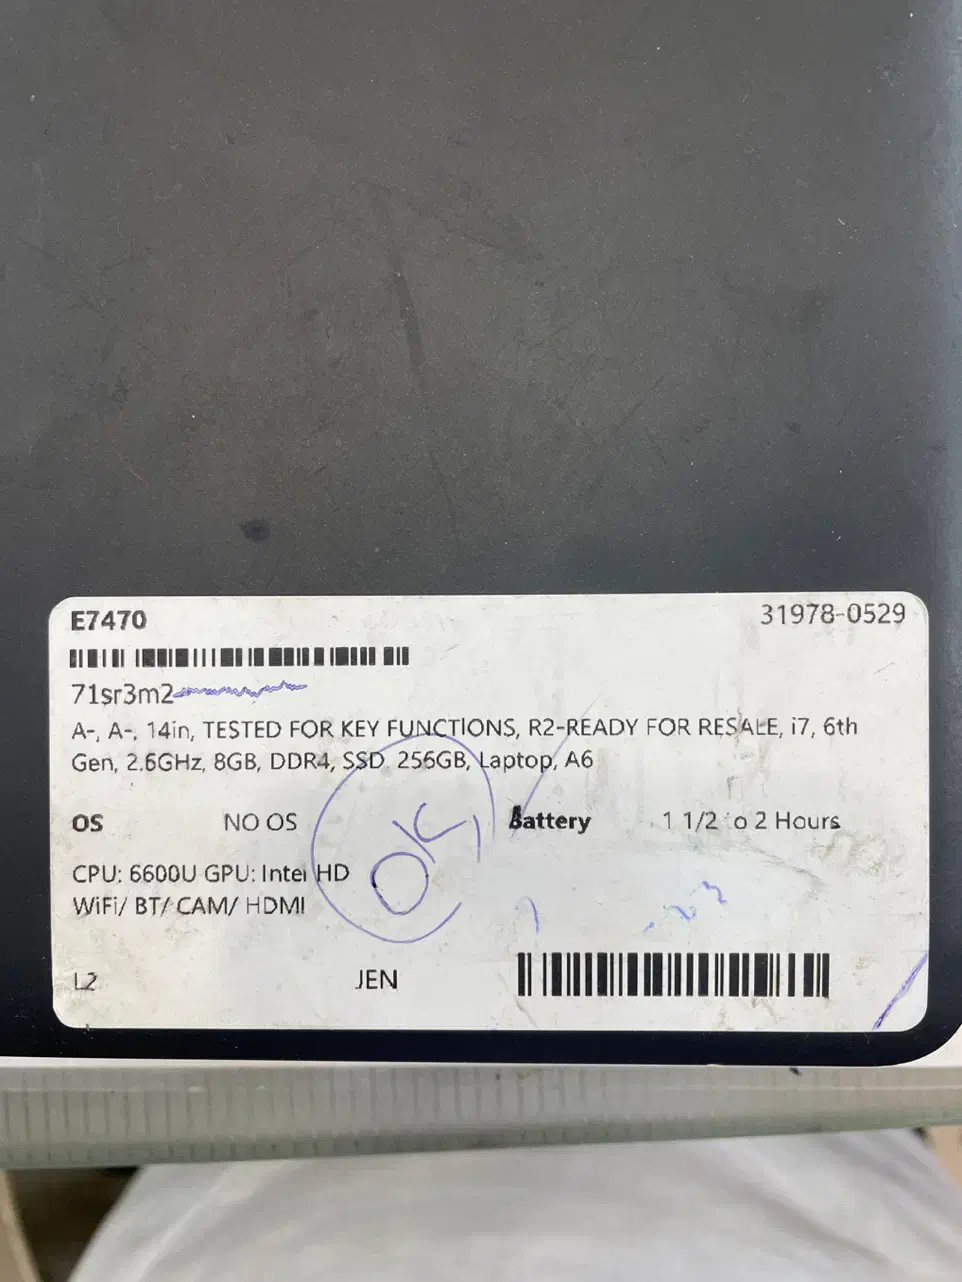 E7470
31978-0529
71sr3m2
A-, A-, 14in, TESTED FOR KEY FUNCTIONS, R2-READY FOR RESALE, i7, 6th
Gen, 2.6GHz, 8GB, DDR4, SSD, 256GB, Laptop, A6
OS NO OS Battery 1 1/2 to 2 Hours
CPU: 6600U GPU: Intel HD
WiFi/ BT/ CAM/ HDMI
OK
L2 JEN